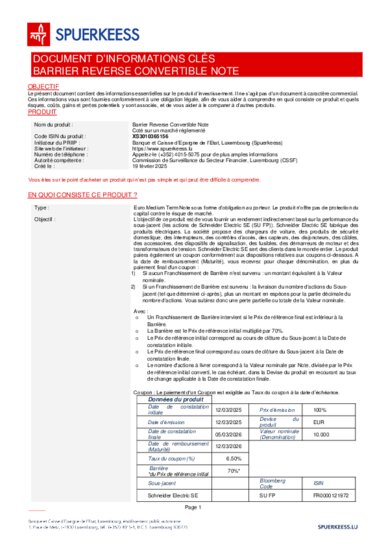 SPUERKEESS
DOCUMENT D'INFORMATIONS CLÉS
BARRIER REVERSE CONVERTIBLE NOTE
OBJECTIF
Le présent document contient des informations essentielles sur le produit d'investissement. Il ne s'agit pas d'un document à caractère commercial.
Ces informations vous sont fournies conformément à une obligation légale, afin de vous aider à comprendre en quoi consiste ce produit et quels
risques, coûts, gains et pertes potentiels y sont associés, et de vous aider à le comparer à d'autres produits.
PRODUIT
Nom du produit : Barrier Reverse Convertible Note
Coté sur un marché réglementé
Code ISIN du produit : XS3010365156
Initiateur du PRIIP : Banque et Caisse d'Epargne de l'Etat, Luxembourg (Spuerkeess)
Site web de l'initiateur : https://www.spuerkeess.lu
Numéro de téléphone : Appelez-le (+352) 4015-5075 pour de plus amples informations
Autorité compétente : Commission de Surveillance du Secteur Financier, Luxembourg (CSSF)
Créé le : 19 février 2025
Vous êtes sur le point d'acheter un produit qui n'est pas simple et qui peut être difficile à comprendre.
EN QUOI CONSISTE CE PRODUIT ?
Type : Euro Medium Term Note sous forme d'obligation au porteur. Le produit n'offre pas de protection du
capital contre le risque de marché.
Objectif : L'objectif de ce produit est de vous fournir un rendement indirectement basé sur la performance du
sous-jacent (les actions de Schneider Electric SE (SU FP)). Schneider Electric SE fabrique des
produits électriques. La société propose des chargeurs de voiture, des produits de sécurité
domestique, des interrupteurs, des contrôles d'accès, des capteurs, des disjoncteurs, des câbles,
des accessoires, des dispositifs de signalisation, des fusibles, des démarreurs de moteur et des
transformateurs de tension. Schneider Electric SE sert des clients dans le monde entier. Le produit
paiera également un coupon conformément aux dispositions relatives aux coupons ci-dessous. A
la date de remboursement (Maturité), vous recevrez pour chaque dénomination, en plus du
paiement final d'un coupon :
1) Si aucun Franchissement de Barrière n'est survenu : un montant équivalent à la Valeur
nominale.
2) Si un Franchissement de Barrière est survenu : la livraison du nombre d'actions du Sous-
jacent (tel que déterminé ci-après), plus un montant en espèces pour la partie décimale du
nombre d'actions. Vous subirez donc une perte partielle ou totale de la Valeur nominale.
Avec :
o Un Franchissement de Barrière intervient si le Prix de référence final est inférieur à la
Barrière.
o La Barrière est le Prix de référence initial multiplié par 70%.
o Le Prix de référence initial correspond au cours de clôture du Sous-jacent à la Date de
constatation initiale.
o Le Prix de référence final correspond au cours de clôture du Sous-jacent à la Date de
constatation finale.
o Le nombre d'actions à livrer correspond à la Valeur nominale par Note, divisée par le Prix
de référence initial converti, le cas échéant, dans la Devise du produit en recourant au taux
de change applicable à la Date de constatation finale.
Coupon : Le paiement d'un Coupon est exigible au Taux du coupon à la date d'échéance.
Données du produit
Date de constatation initiale 12/03/2025 Prix d'émission 100%
Date d'émission 12/03/2025 Devise du produit EUR
Date de constatation finale 05/03/2026 Valeur nominale (Dénomination) 10.000
Date de remboursement (Maturité) 12/03/2026
Taux du coupon (%) 6,50%
Barrière
*du Prix de référence initial 70%*
Sous-jacent Bloomberg Code ISIN
Schneider Electric SE SU FP FR0000121972
Page 1
SPUERKEESS.LU